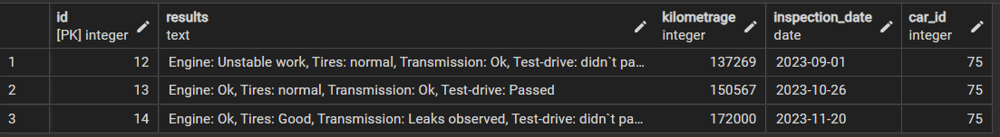 id results kilometrage inspection_date car_id
[PK] integer text integer date integer
1 12 Engine: Unstable work, Tires: normal, Transmission: Ok, Test-drive: didn`t pa... 137269 2023-09-01 75
2 13 Engine: Ok, Tires: normal, Transmission: Ok, Test-drive: Passed 150567 2023-10-26 75
3 14 Engine: Ok, Tires: Good, Transmission: Leaks observed, Test-drive: didn`t pa... 172000 2023-11-20 75